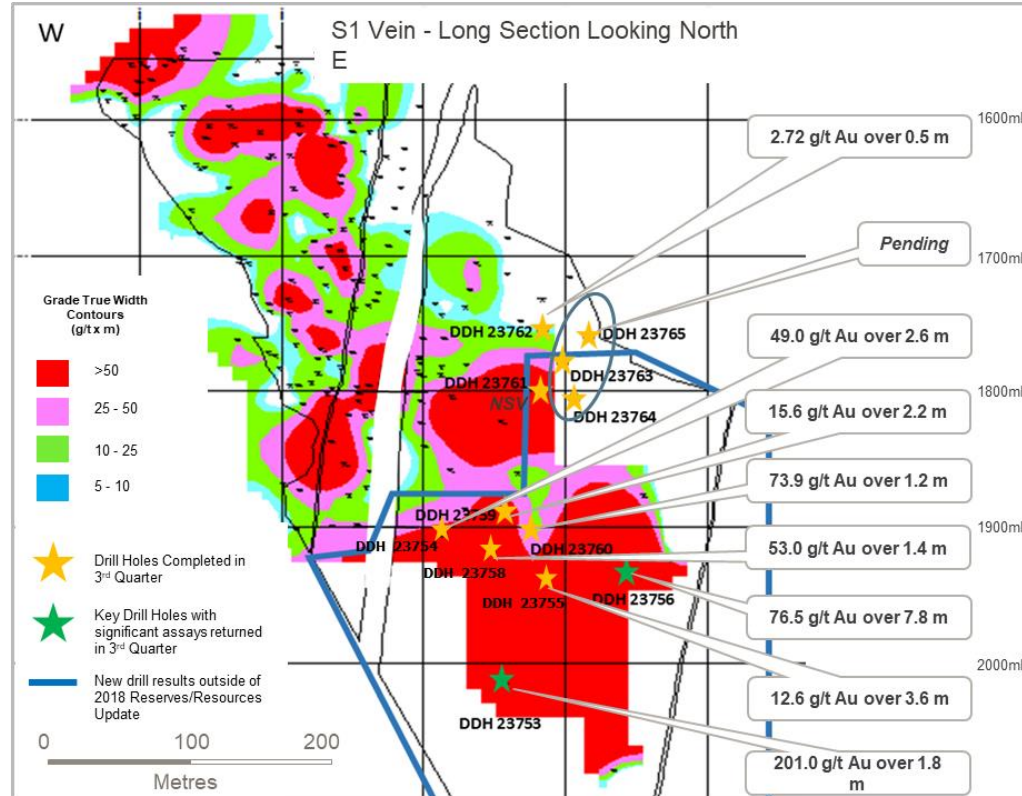 W
S1 Vein - Long Section Looking North
E
2.72 g/t Au over 0.5 m
1600ml
Pending
1700ml
Grade True Width
Contours
(g/t x m)
>50
25 - 50
10 - 25
5 - 10
DDH 23762
DDH 23765
49.0 g/t Au over 2.6 m
DDH 23763
DDH 23761
NSV
1800ml
DDH 23764
15.6 g/t Au over 2.2 m
73.9 g/t Au over 1.2 m
DDH 23759
1900ml
DDH 23754
DDH 23760
53.0 g/t Au over 1.4 m
DDH 23758
DDH 23755
DDH 23756
76.5 g/t Au over 7.8 m
2000ml
12.6 g/t Au over 3.6 m
DDH 23753
201.0 g/t Au over 1.8
m
Drill Holes Completed in
3rd Quarter
Key Drill Holes with
significant assays returned
in 3rd Quarter
New drill results outside of
2018 Reserves/Resources
Update
0 100 200
Metres